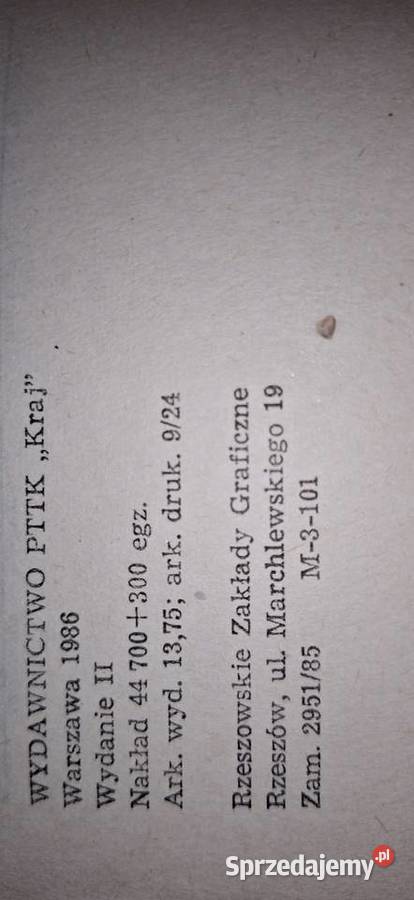 WYDAWNICTWO PTTK „Kraj”
Warszawa 1986
Wydanie II
Nakład 44 700+300 egz.
Ark. wyd. 13,75; ark. druk. 9/24
Rzeszowskie Zakłady Graficzne
Rzeszów, ul. Marchlewskiego 19
Zam. 2951/85 M-3-101
Sprzedajemy.pl